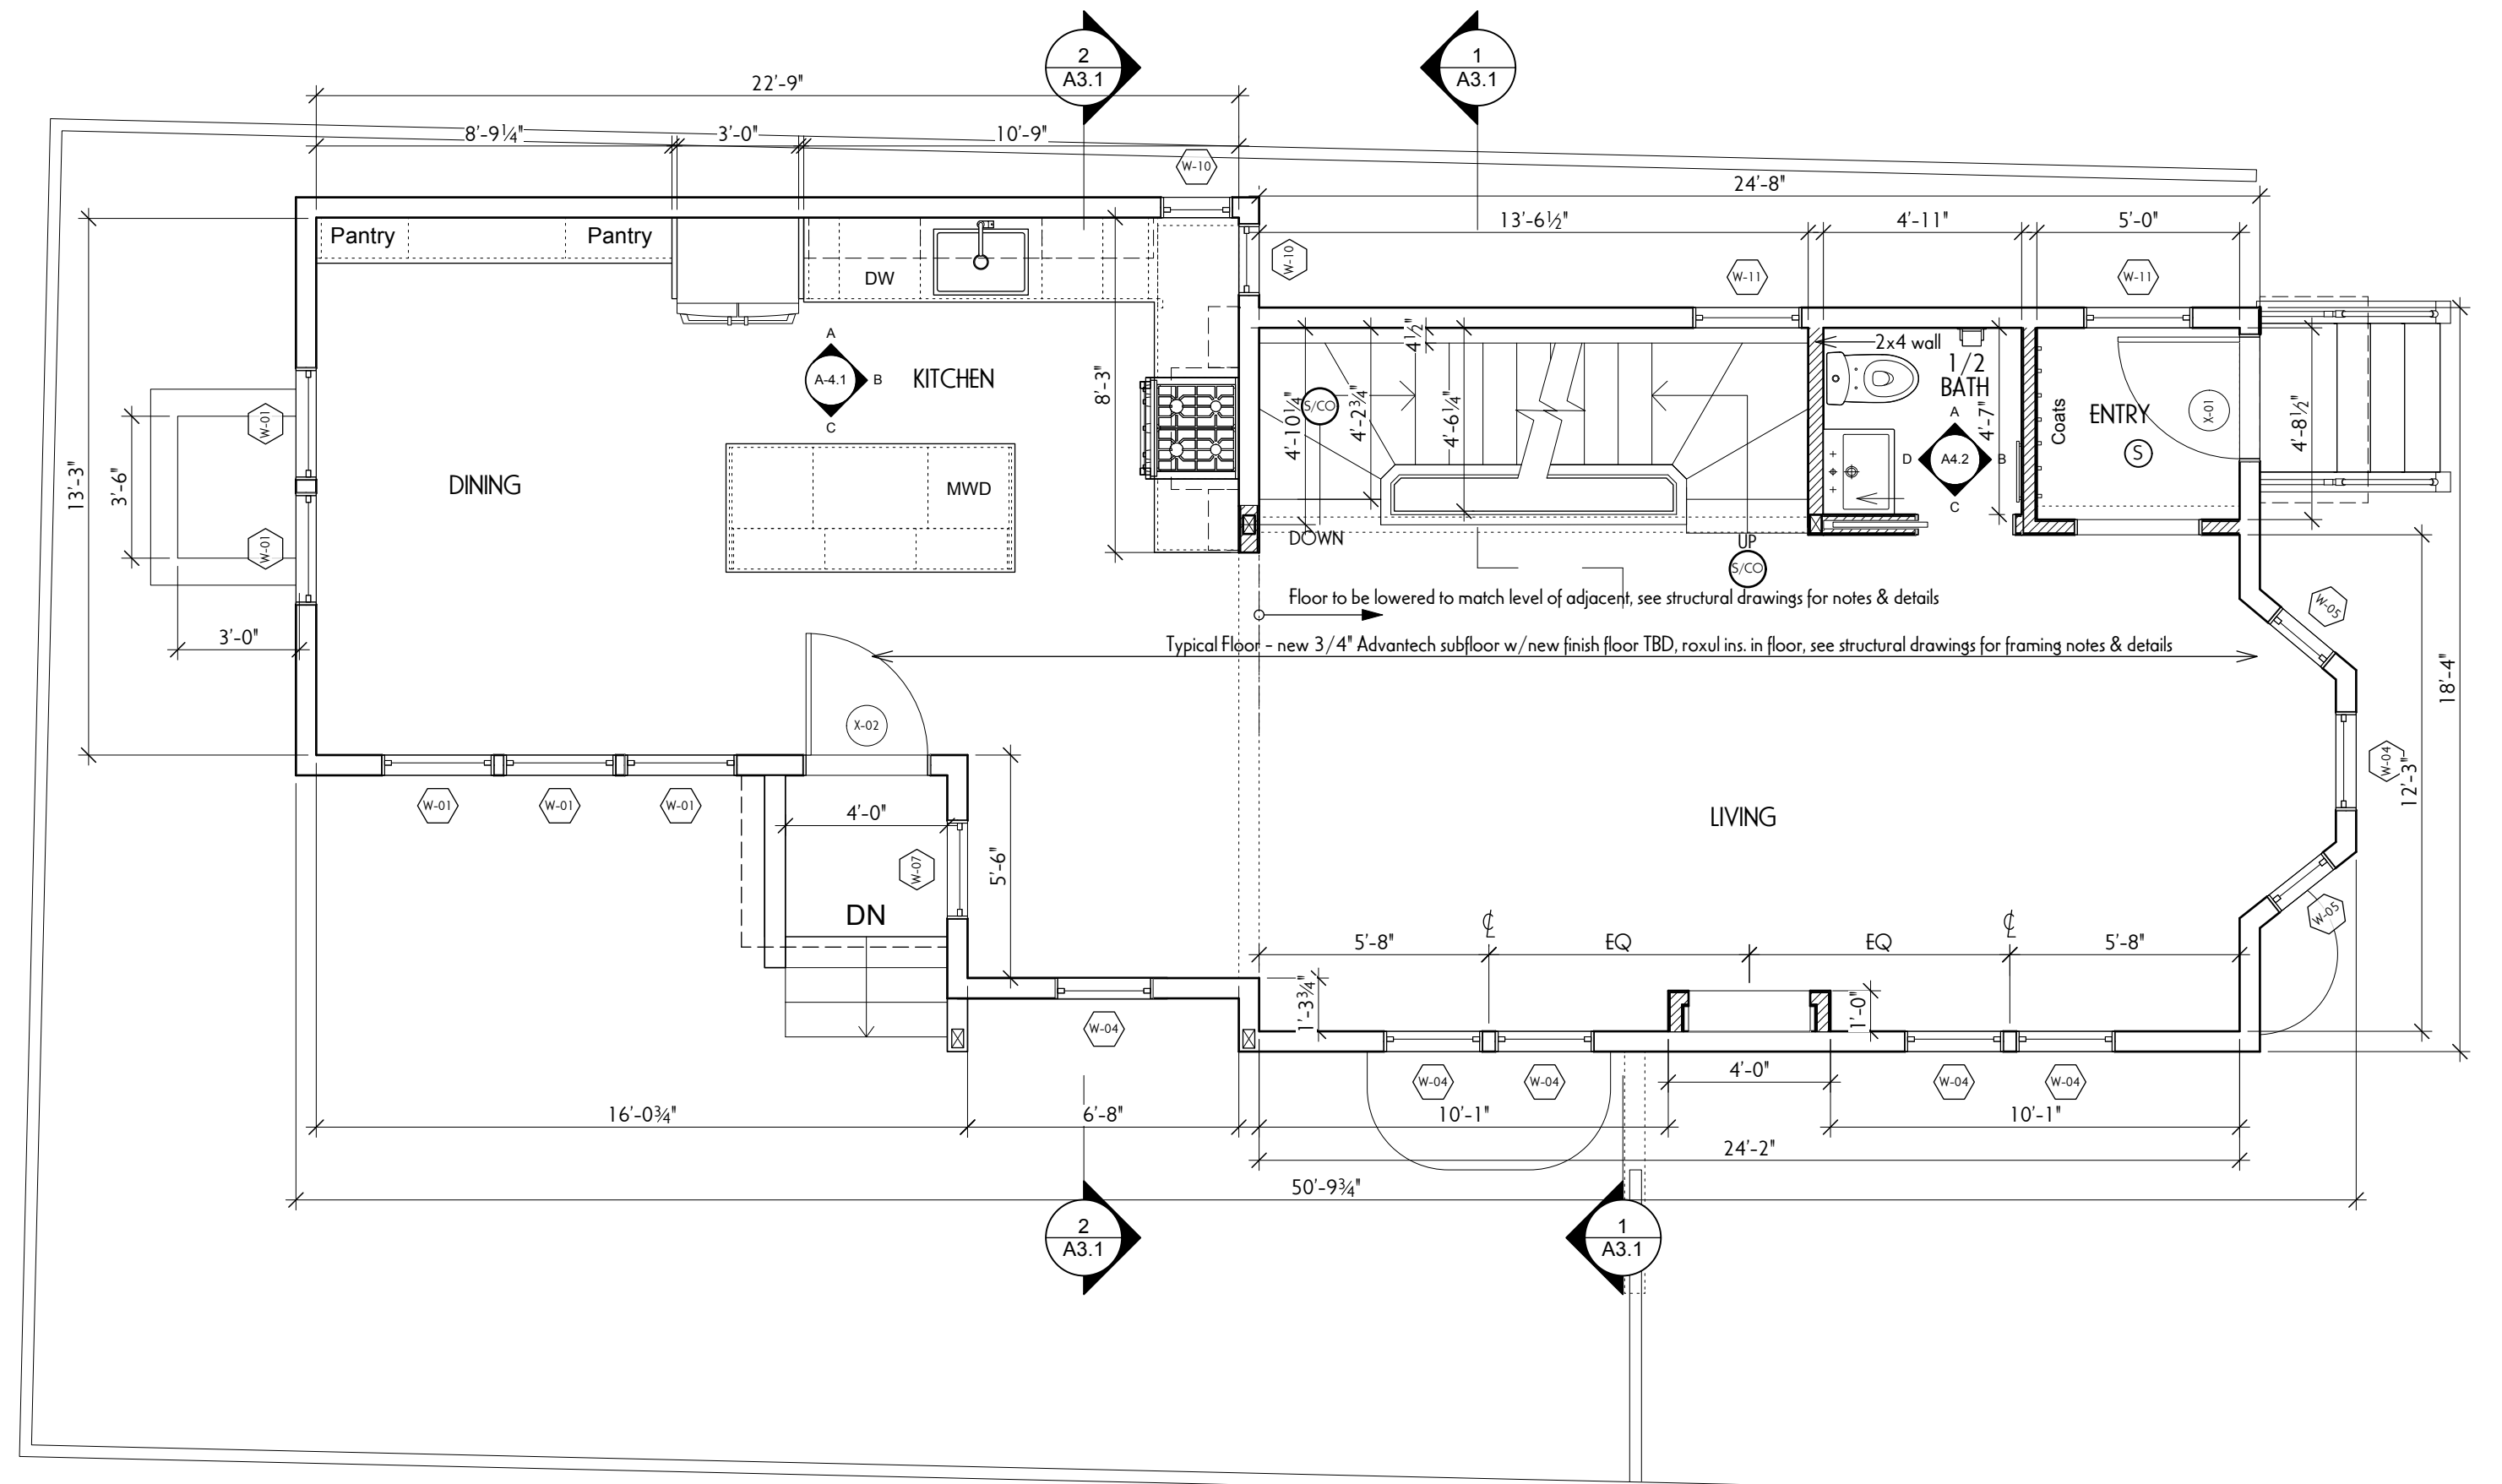 2
A3.1
1
A3.1
22'-9"
8'-9¼"
3'-0"
10'-9"
W-10
24'-8"
13'-6½"
4'-11"
5'-0"
Pantry
Pantry
DW
W-10
W-11
W-11
A
A-4.1
B
C
KITCHEN
8'-3"
4½"
4'-10¼"
S/CO
4'-2¾"
4'-6¼"
2x4 wall
1/2
BATH
4'-7"
A
D
A4.2
B
C
Coats
ENTRY
S
X-01
4'-8½"
W-01
W-01
13'-3"
3'-6"
3'-0"
DINING
MWD
DOWN
UP
S/CO
Floor to be lowered to match level of adjacent, see structural drawings for notes & details
Typical Floor - new 3/4" Advantech subfloor w/new finish floor TBD, roxul ins. in floor, see structural drawings for framing notes & details
W-05
18'-4"
X-02
W-04
12'-3"
W-01
W-01
W-01
4'-0"
W-07
5'-6"
LIVING
DN
W-05
5'-8"
℄
EQ
EQ
℄
5'-8"
1'-3¾"
1'-0"
W-04
W-04
W-04
4'-0"
W-04
W-04
16'-0¾"
6'-8"
10'-1"
10'-1"
24'-2"
50'-9¾"
2
A3.1
1
A3.1